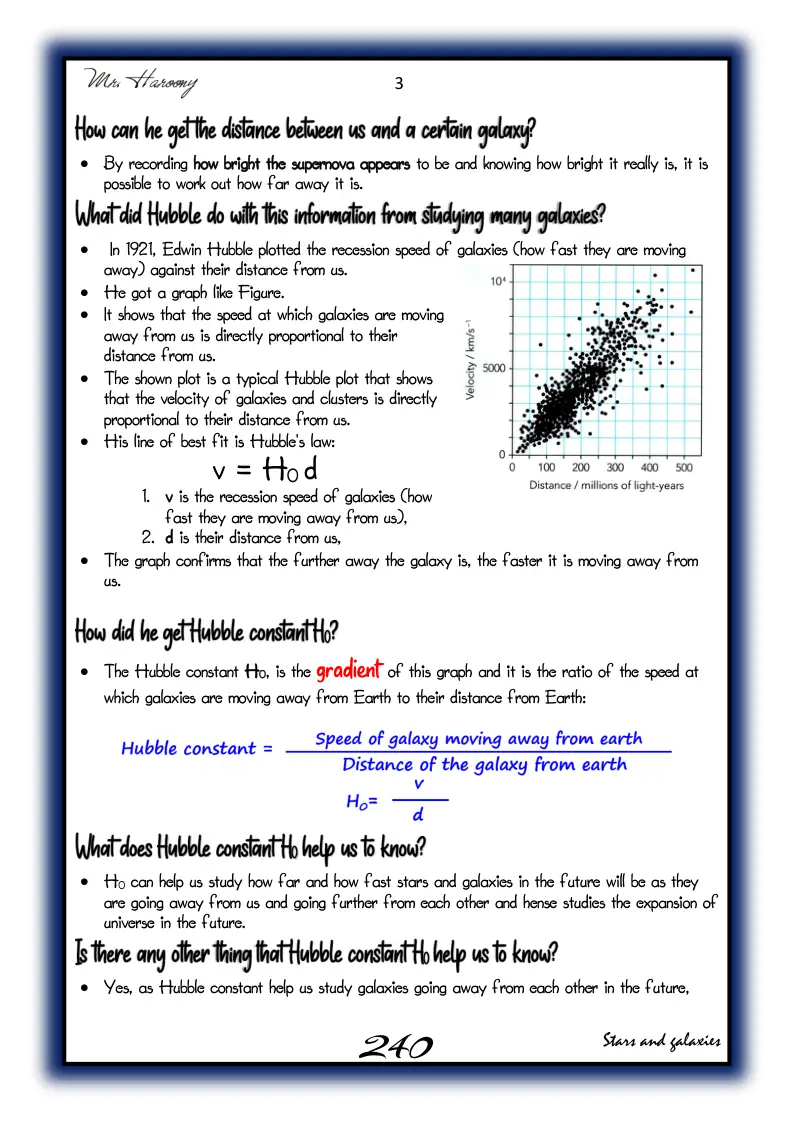 Mr. Haroony
3
How can he get the distance between us and a certain galaxy?
• By recording how bright the supernova appears to be and knowing how bright it really is, it is
possible to work out how far away it is.
What did Hubble do with this information from studying many galaxies?
• In 1921, Edwin Hubble plotted the recession speed of galaxies (how fast they are moving
away) against their distance from us.
• He got a graph like Figure.
• It shows that the speed at which galaxies are moving
away from us is directly proportional to their
distance from us.
• The shown plot is a typical Hubble plot that shows
that the velocity of galaxies and clusters is directly
proportional to their distance from us.
• His line of best fit is Hubble's law:
v = H₀ d
1. v is the recession speed of galaxies (how
fast they are moving away from us),
2. d is their distance from us,
10⁴
5000
0
Velocity / km/s⁻¹
0 100 200 300 400 500
Distance / millions of light-years
• The graph confirms that the further away the galaxy is, the faster it is moving away from
us.
How did he get Hubble constant H₀?
• The Hubble constant H₀, is the gradient of this graph and it is the ratio of the speed at
which galaxies are moving away from Earth to their distance from Earth:
Hubble constant = Speed of galaxy moving away from earth
Distance of the galaxy from earth
H₀= v
d
What does Hubble constant H₀ help us to know?
• H₀ can help us study how far and how fast stars and galaxies in the future will be as they
are going away from us and going further from each other and hense studies the expansion of
universe in the future.
Is there any other thing that Hubble constant H₀ help us to know?
• Yes, as Hubble constant help us study galaxies going away from each other in the future,
240
Stars and galaxies